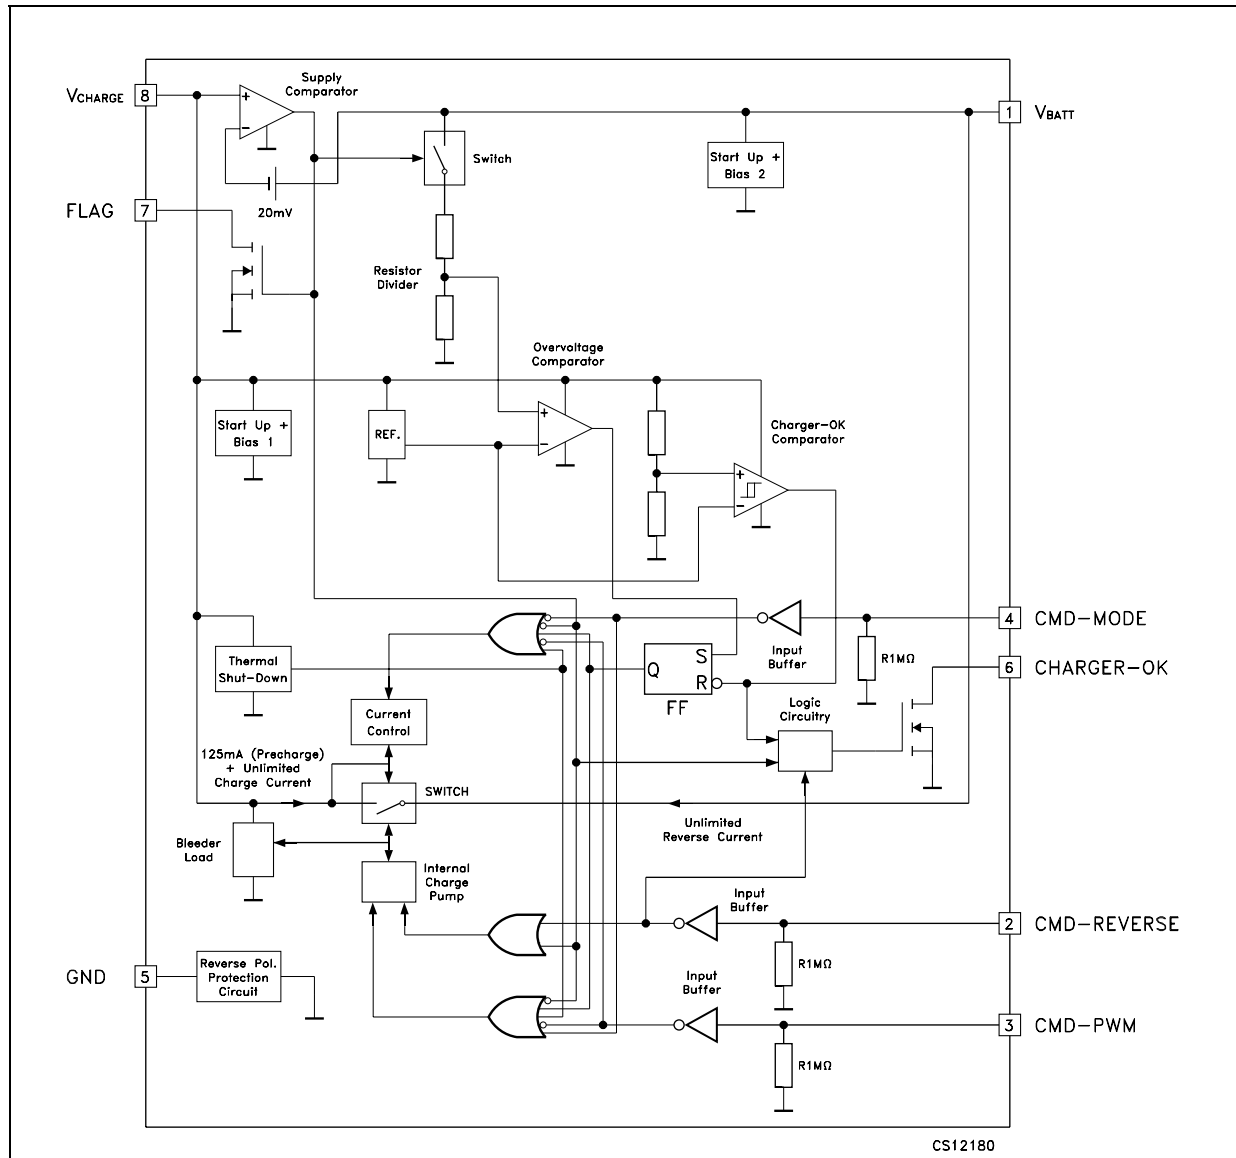 VCHARGE
8
+
−
Supply
Comparator
1
VBATT
Switch
Start Up +
Bias 2
20mV
FLAG
7
Resistor
Divider
Overvoltage
Comparator
Start Up +
Bias 1
REF.
+
−
Charger-OK
Comparator
+
−
4
CMD-MODE
Input
Buffer
R1MΩ
6
CHARGER-OK
Thermal
Shut-Down
Q
S
R
FF
Logic
Circuitry
Current
Control
125mA (Precharge)
+ Unlimited
Charge Current
SWITCH
Unlimited
Reverse Current
Bleeder
Load
Internal
Charge
Pump
Input
Buffer
2
CMD-REVERSE
R1MΩ
GND
5
Reverse Pol.
Protection
Circuit
Input
Buffer
3
CMD-PWM
R1MΩ
CS12180